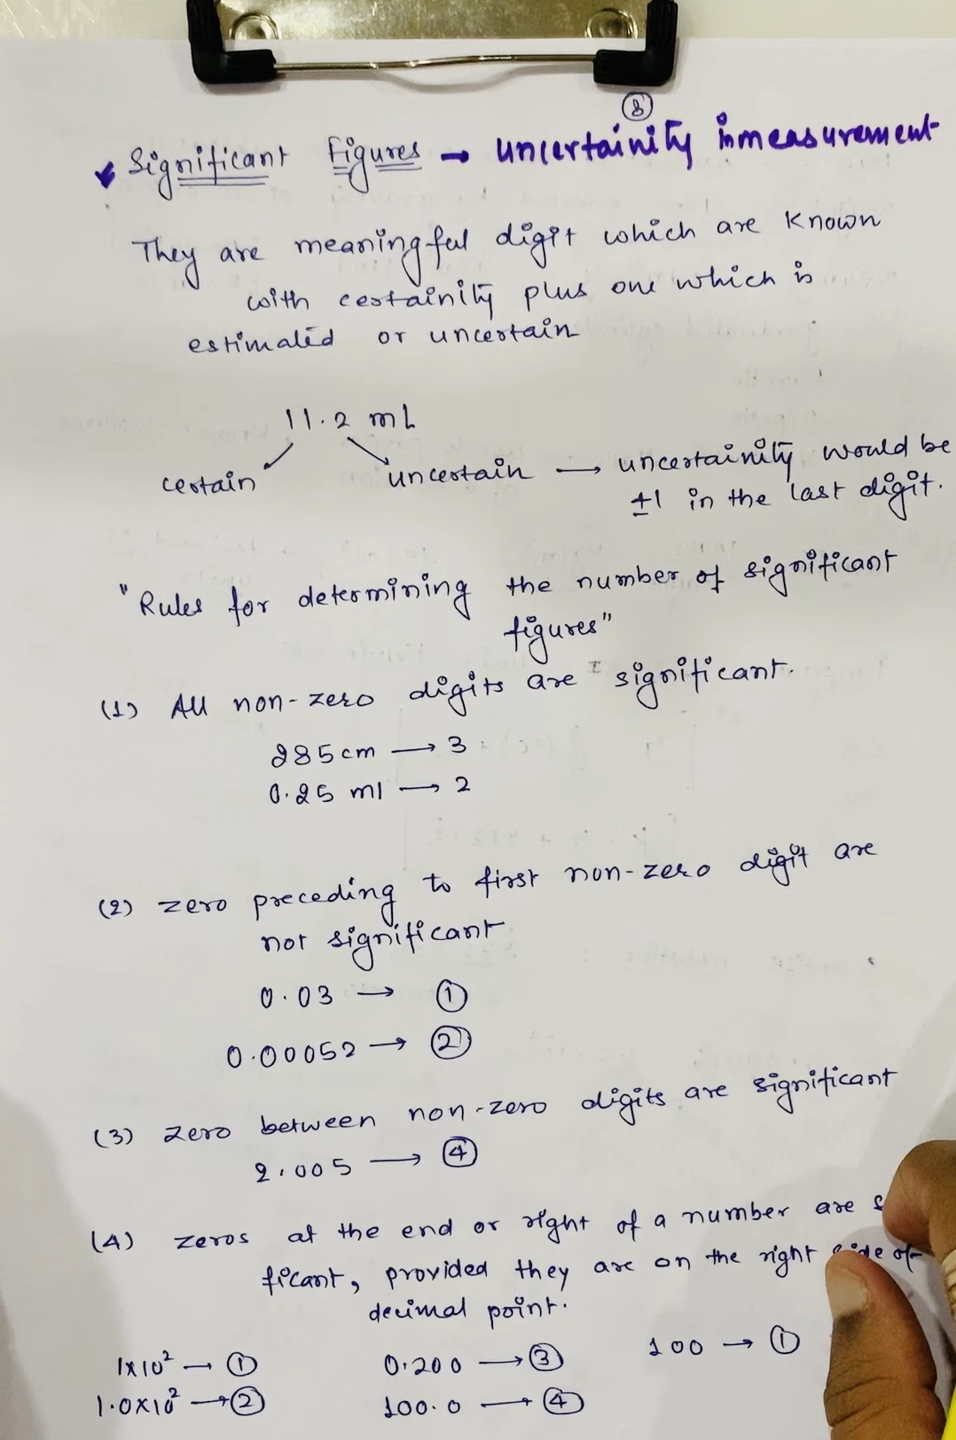 8
Significant Figures → uncertainity in measurement
They are meaningful digit which are known
with certainity plus one which is
estimated or uncertain
11.2 mL
certain uncertain → uncertainity would be
±1 in the last digit.
"Rules for determining the number of significant
figures"
(1) All non-zero digits are significant.
285cm → 3
0.25 ml → 2
(2) zero preceding to first non-zero digit are
not significant
0.03 → 1
0.00052 → 2
(3) zero between non-zero digits are significant
2.005 → 4
(4) zeros at the end or right of a number are s
ficant, provided they are on the right side of
decimal point.
1×10² → 1 0.200 → 3 100 → 1
1.0×10² → 2 100.0 → 4